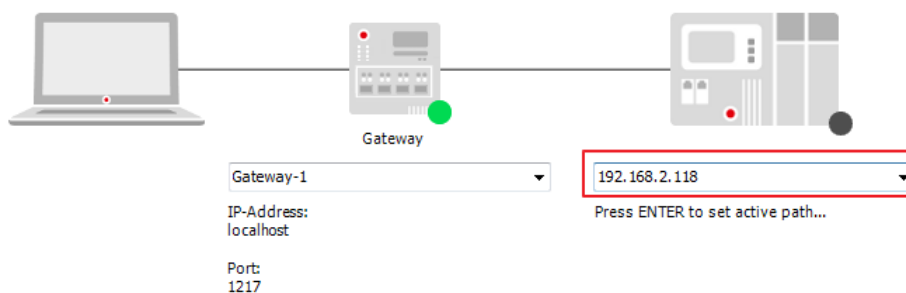 Gateway
Gateway-1
192.168.2.118
IP-Address:
localhost
Press ENTER to set active path...
Port:
1217